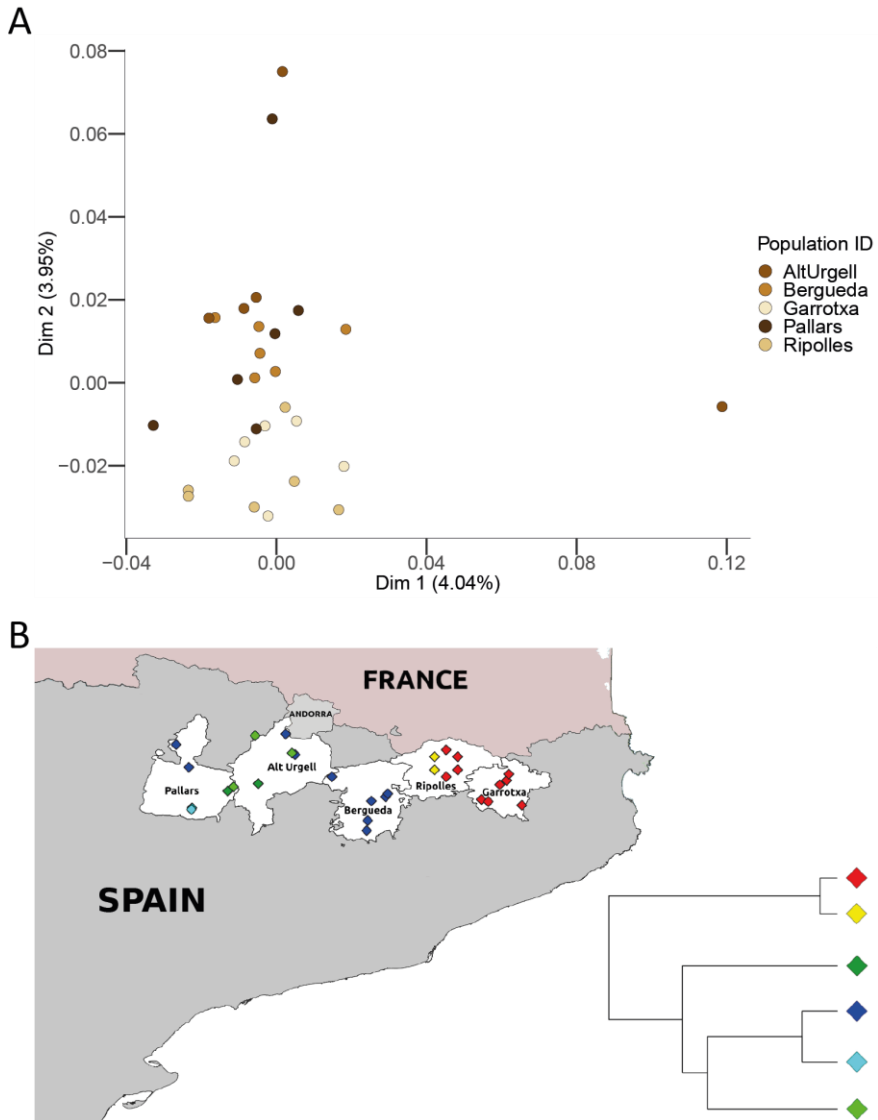 A
0.08
0.06
0.04
0.02
0.00
−0.02
Dim 2 (3.95%)
−0.04
0.00
0.04
0.08
0.12
Dim 1 (4.04%)
Population ID
AltUrgell
Bergueda
Garrotxa
Pallars
Ripolles
B
FRANCE
ANDORRA
Alt Urgell
Pallars
Ripolles
Garrotxa
Bergueda
SPAIN